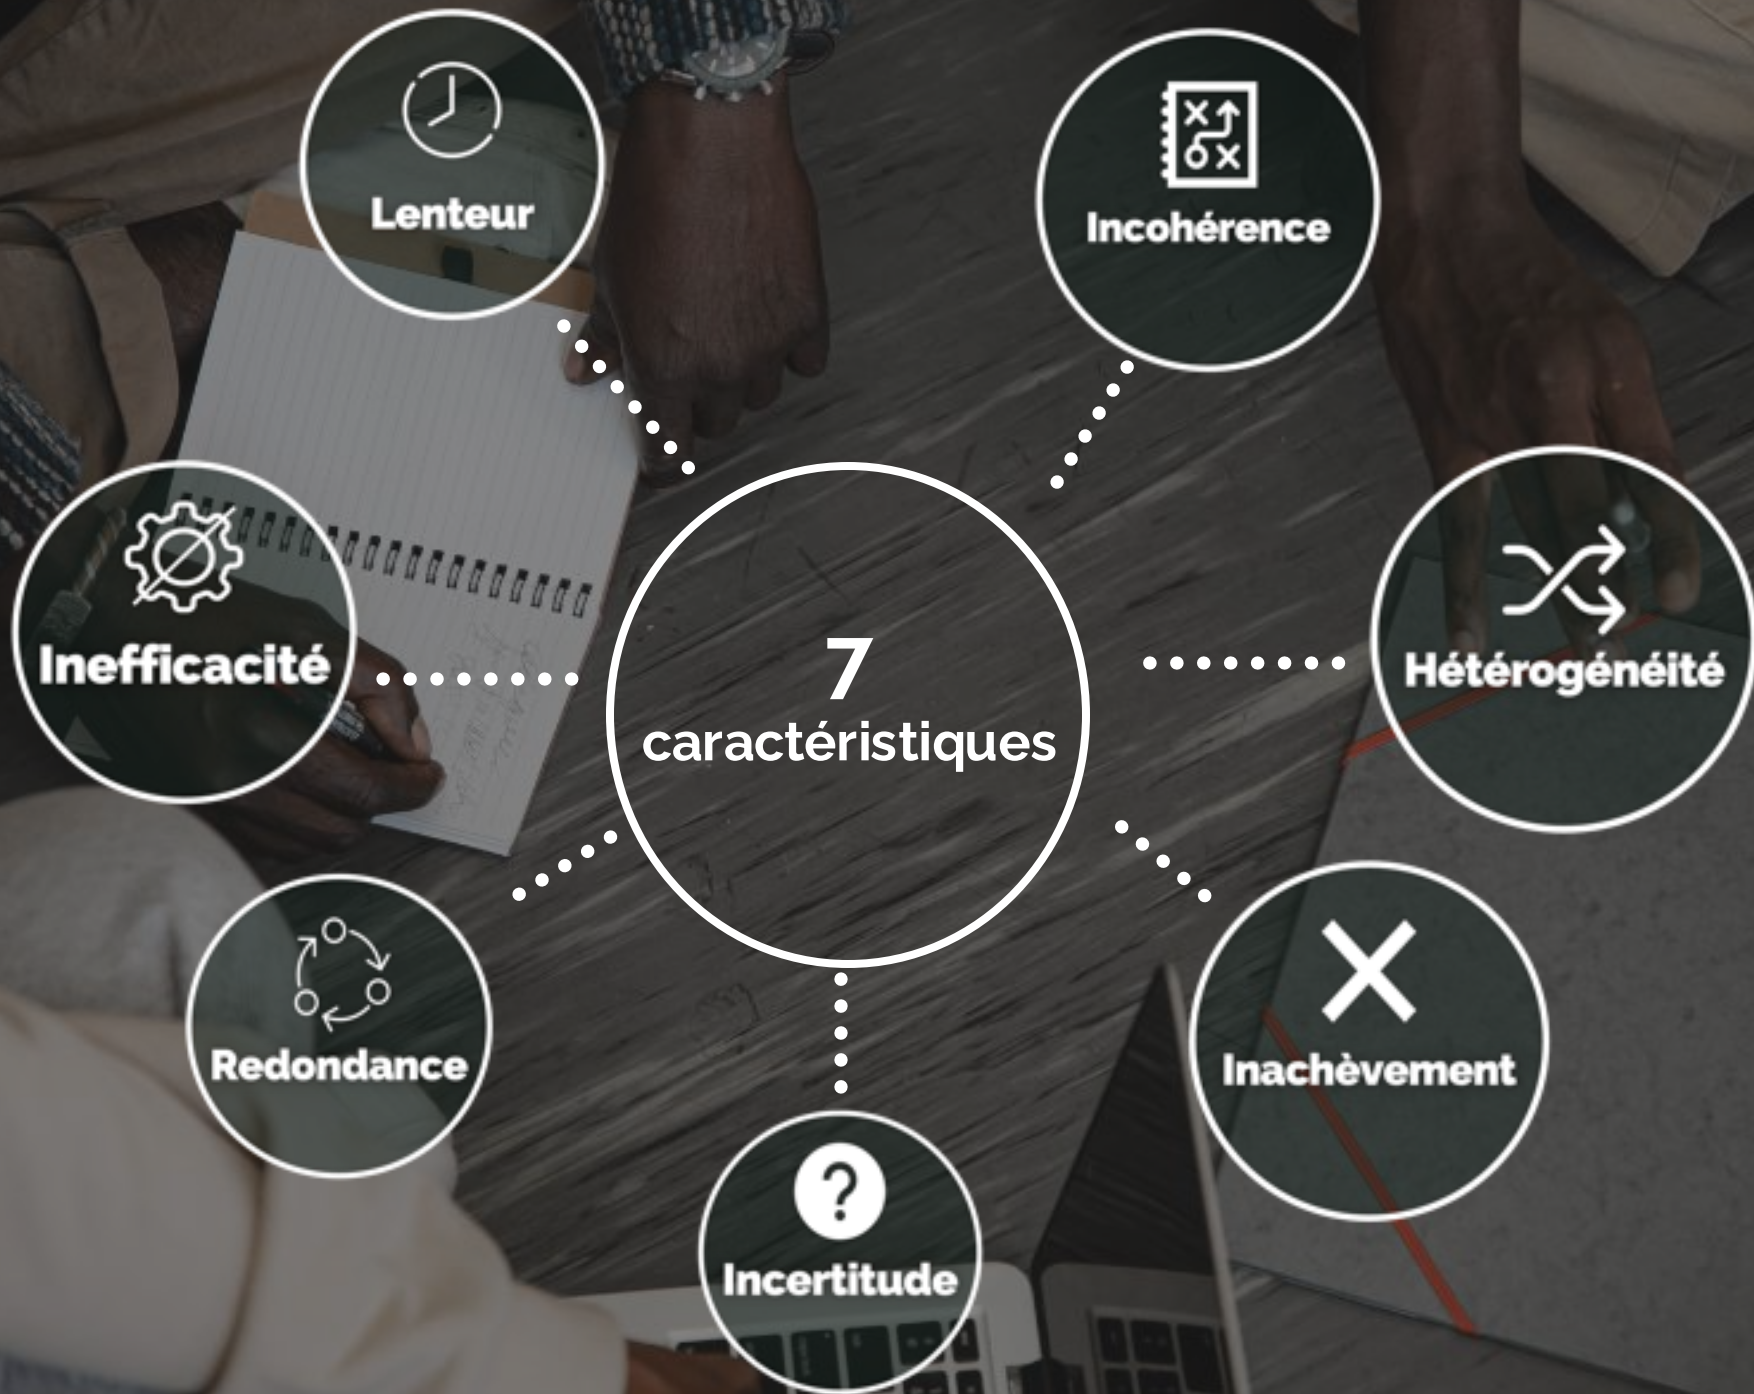 Lenteur
Incohérence
Inefficacité
7
caractéristiques
Hétérogénéité
Redondance
Inachèvement
Incertitude